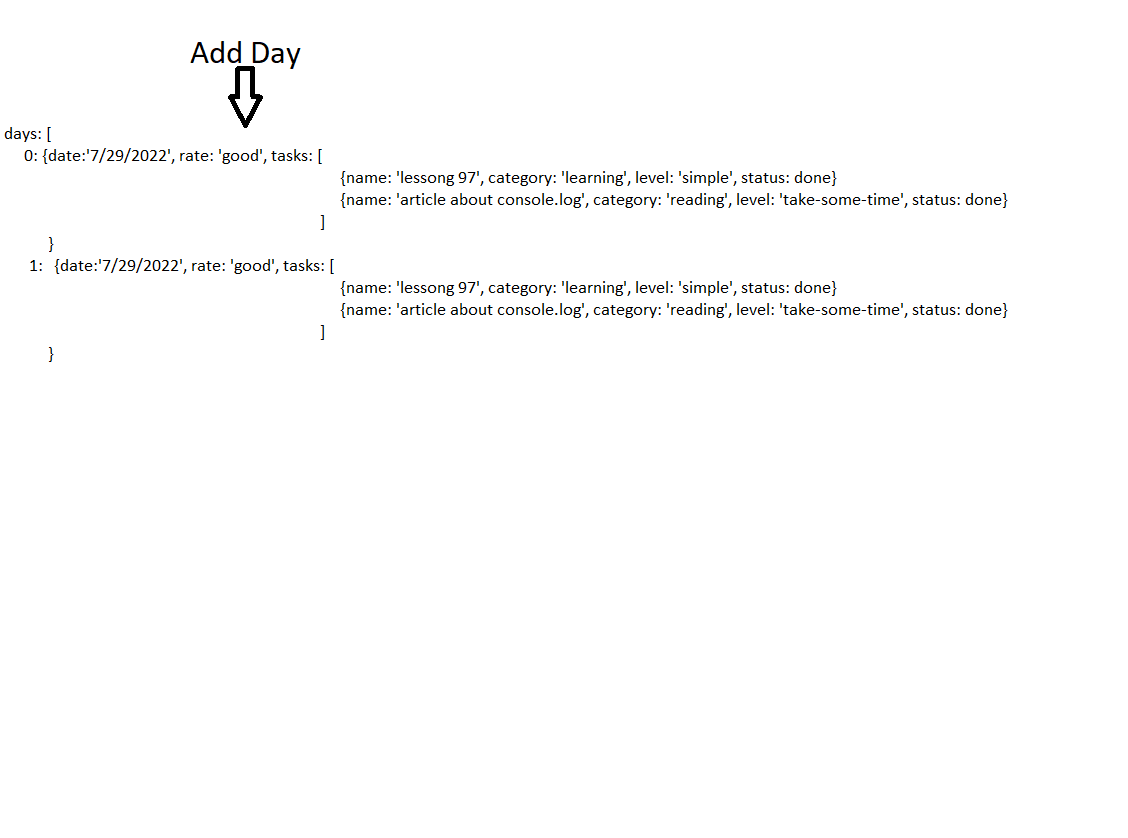 Add Day
days: [
0: {date:'7/29/2022', rate: 'good', tasks: [
{name: 'lessong 97', category: 'learning', level: 'simple', status: done}
{name: 'article about console.log', category: 'reading', level: 'take-some-time', status: done}
]
}
1: {date:'7/29/2022', rate: 'good', tasks: [
{name: 'lessong 97', category: 'learning', level: 'simple', status: done}
{name: 'article about console.log', category: 'reading', level: 'take-some-time', status: done}
]
}